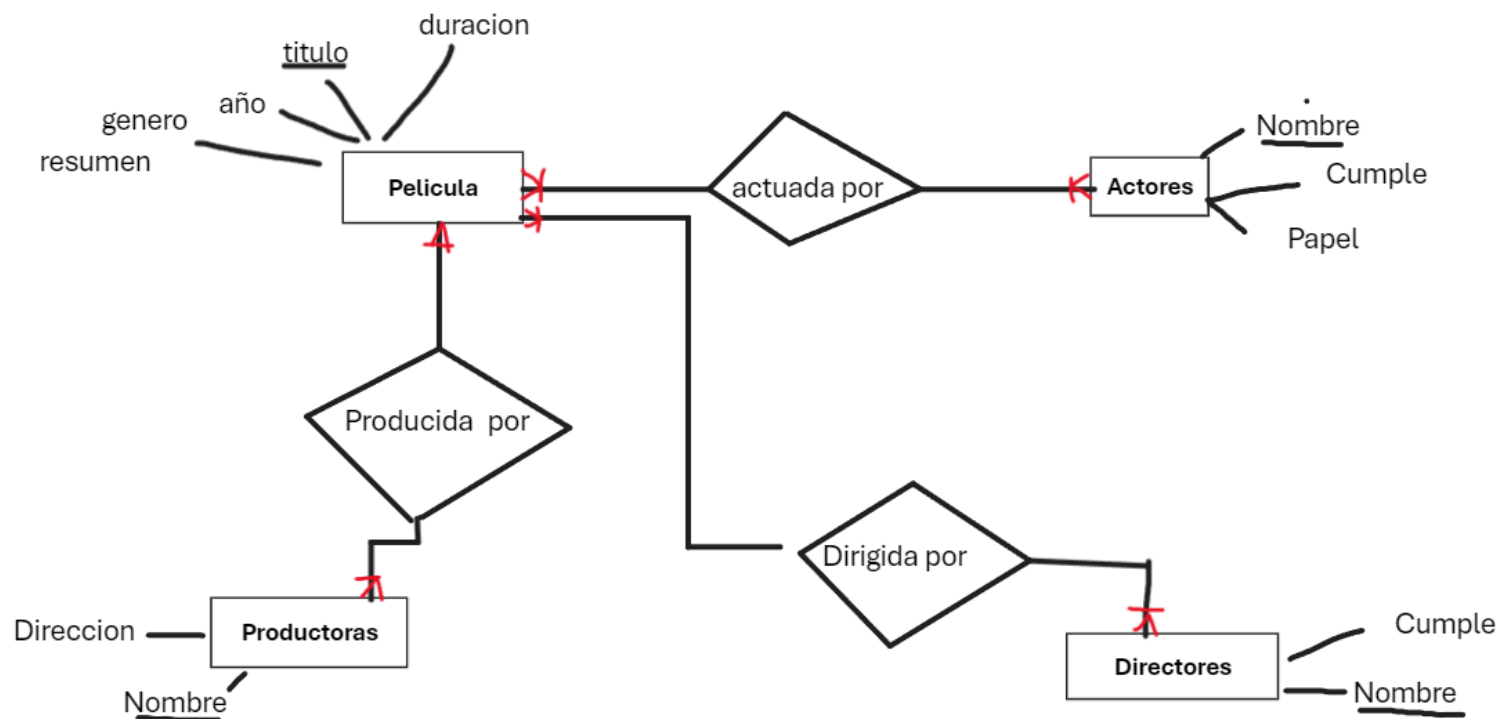 duracion
titulo
año
genero
resumen
Pelicula
actuada por
Actores
Nombre
Cumple
Papel
Producida por
Dirigida por
Direccion
Productoras
Nombre
Directores
Cumple
Nombre